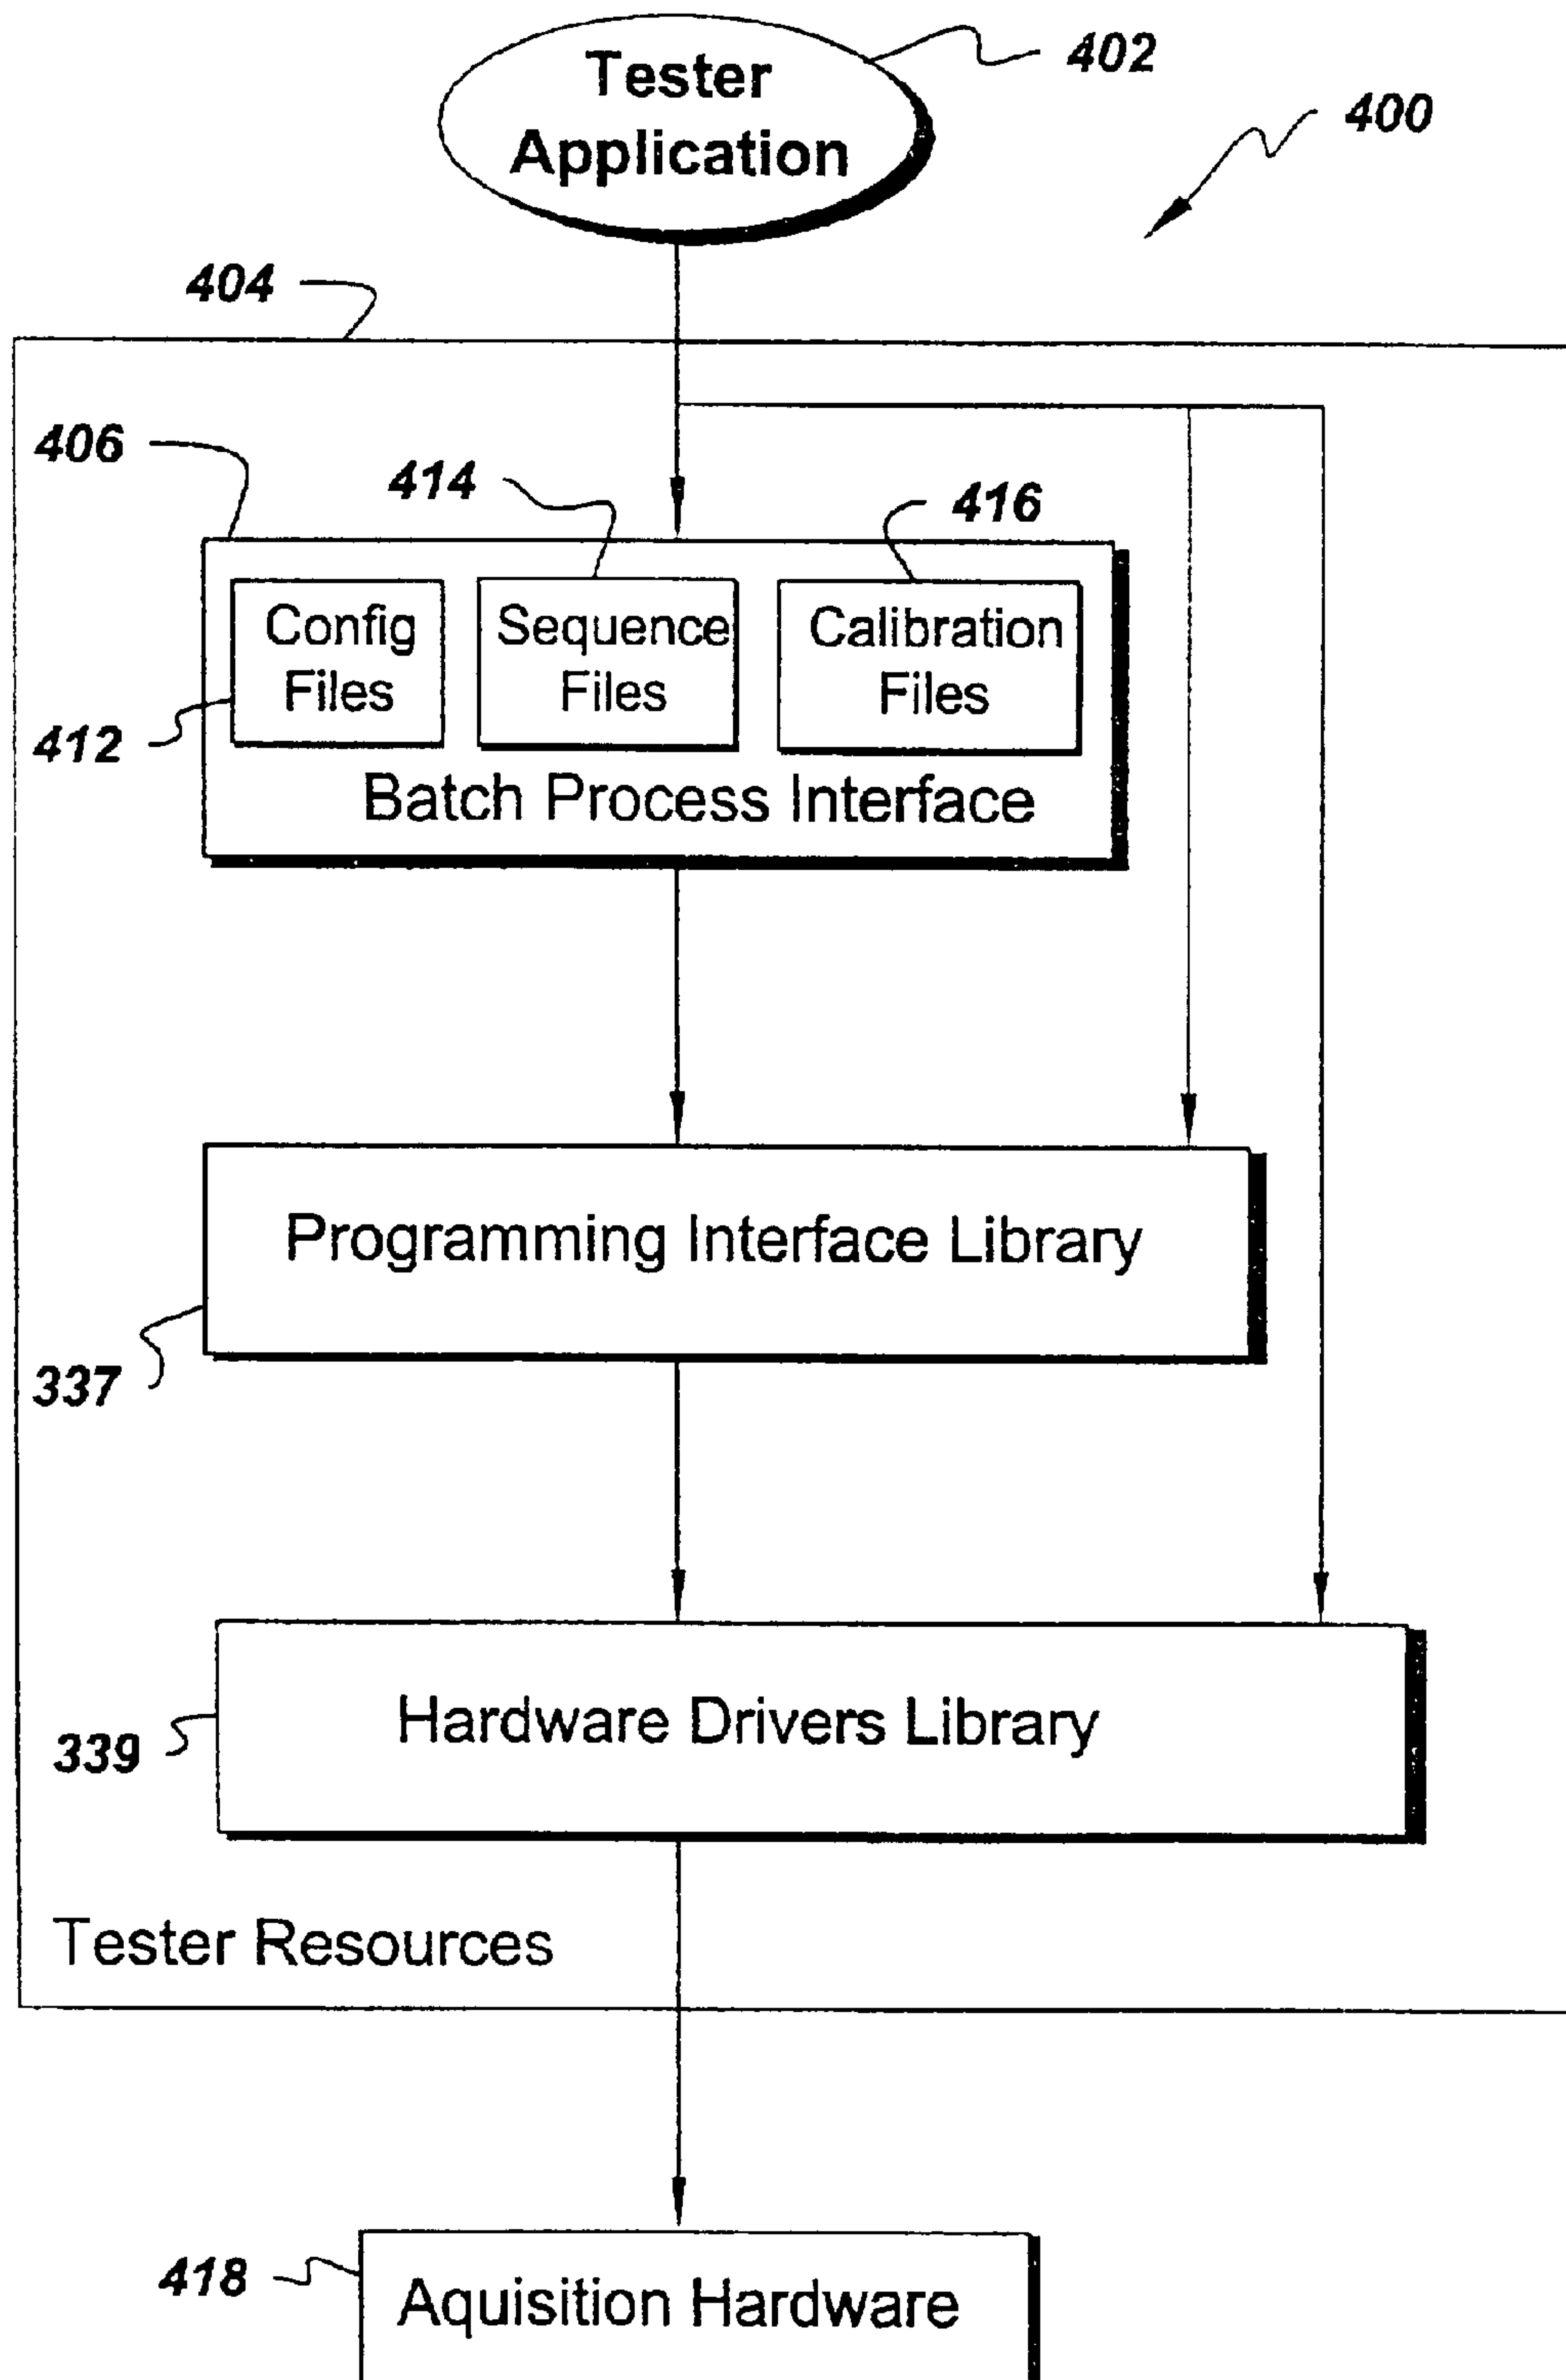 Tester
Application
402
400
404
406
414
416
Config
Files
Sequence
Files
Calibration
Files
412
Batch Process Interface
Programming Interface Library
337
Hardware Drivers Library
339
Tester Resources
418
Aquisition Hardware